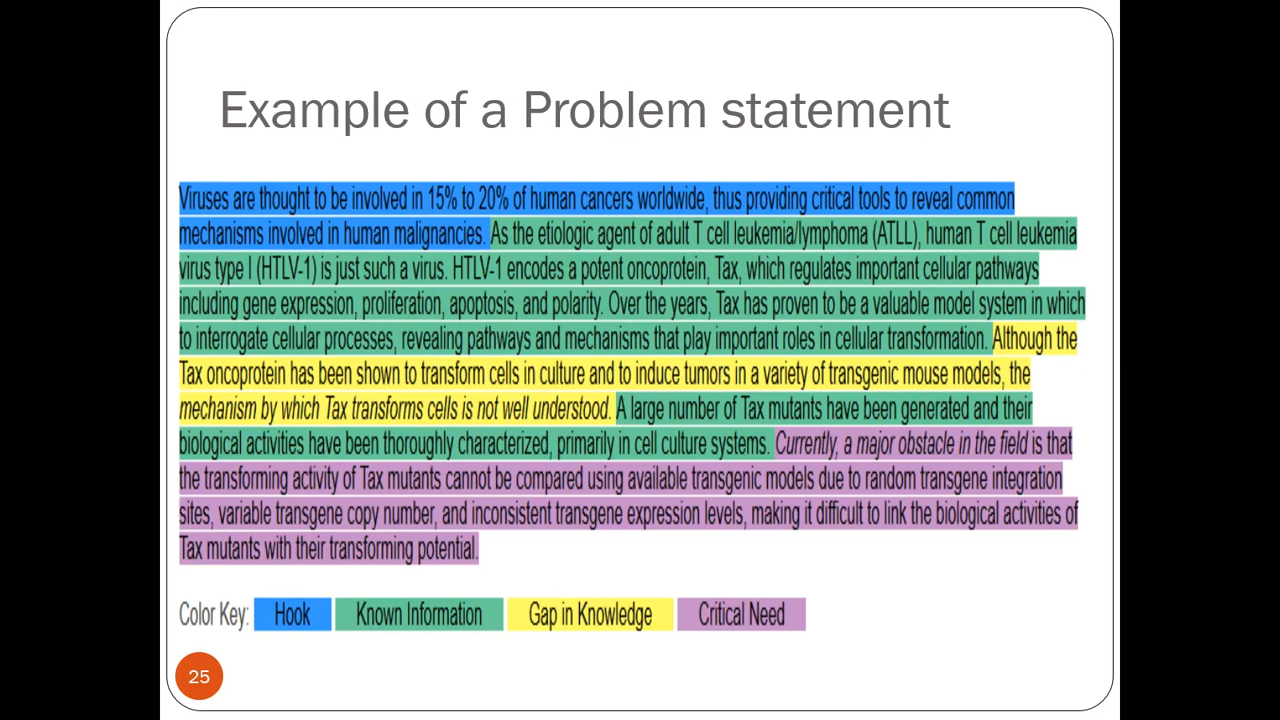 Example of a Problem statement
Viruses are thought to be involved in 15% to 20% of human cancers worldwide, thus providing critical tools to reveal common
mechanisms involved in human malignancies. As the etiologic agent of adult T cell leukemia/lymphoma (ATLL), human T cell leukemia
virus type I (HTLV-1) is just such a virus. HTLV-1 encodes a potent oncoprotein, Tax, which regulates important cellular pathways
including gene expression, proliferation, apoptosis, and polarity. Over the years, Tax has proven to be a valuable model system in which
to interrogate cellular processes, revealing pathways and mechanisms that play important roles in cellular transformation. Although the
Tax oncoprotein has been shown to transform cells in culture and to induce tumors in a variety of transgenic mouse models, the
mechanism by which Tax transforms cells is not well understood. A large number of Tax mutants have been generated and their
biological activities have been thoroughly characterized, primarily in cell culture systems. Currently, a major obstacle in the field is that
the transforming activity of Tax mutants cannot be compared using available transgenic models due to random transgene integration
sites, variable transgene copy number, and inconsistent transgene expression levels, making it difficult to link the biological activities of
Tax mutants with their transforming potential.
Color Key: Hook Known Information Gap in Knowledge Critical Need
25